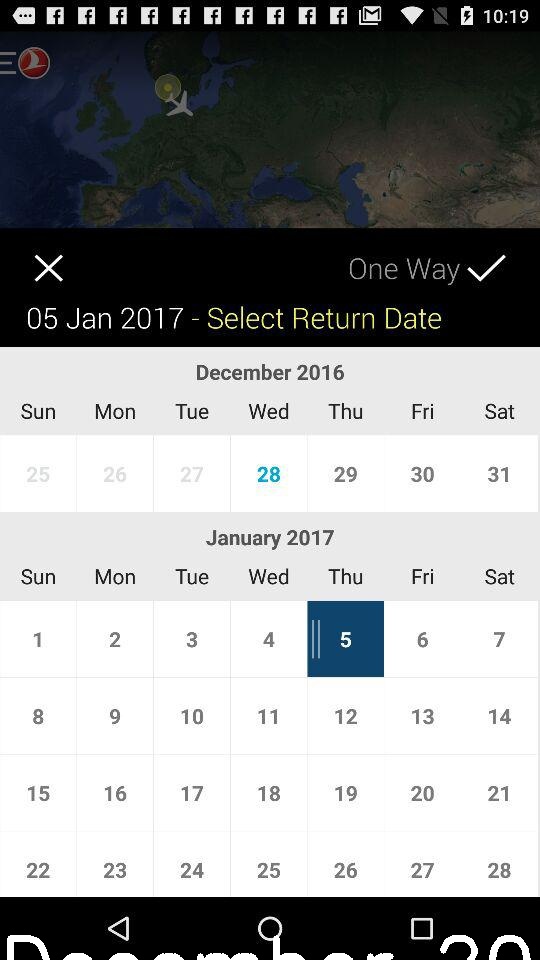 10:19
One Way
05 Jan 2017 - Select Return Date
December 2016
Sun Mon Tue Wed Thu Fri Sat
25 26 27 28 29 30 31
January 2017
Sun Mon Tue Wed Thu Fri Sat
1 2 3 4 5 6 7
8 9 10 11 12 13 14
15 16 17 18 19 20 21
22 23 24 25 26 27 28
December